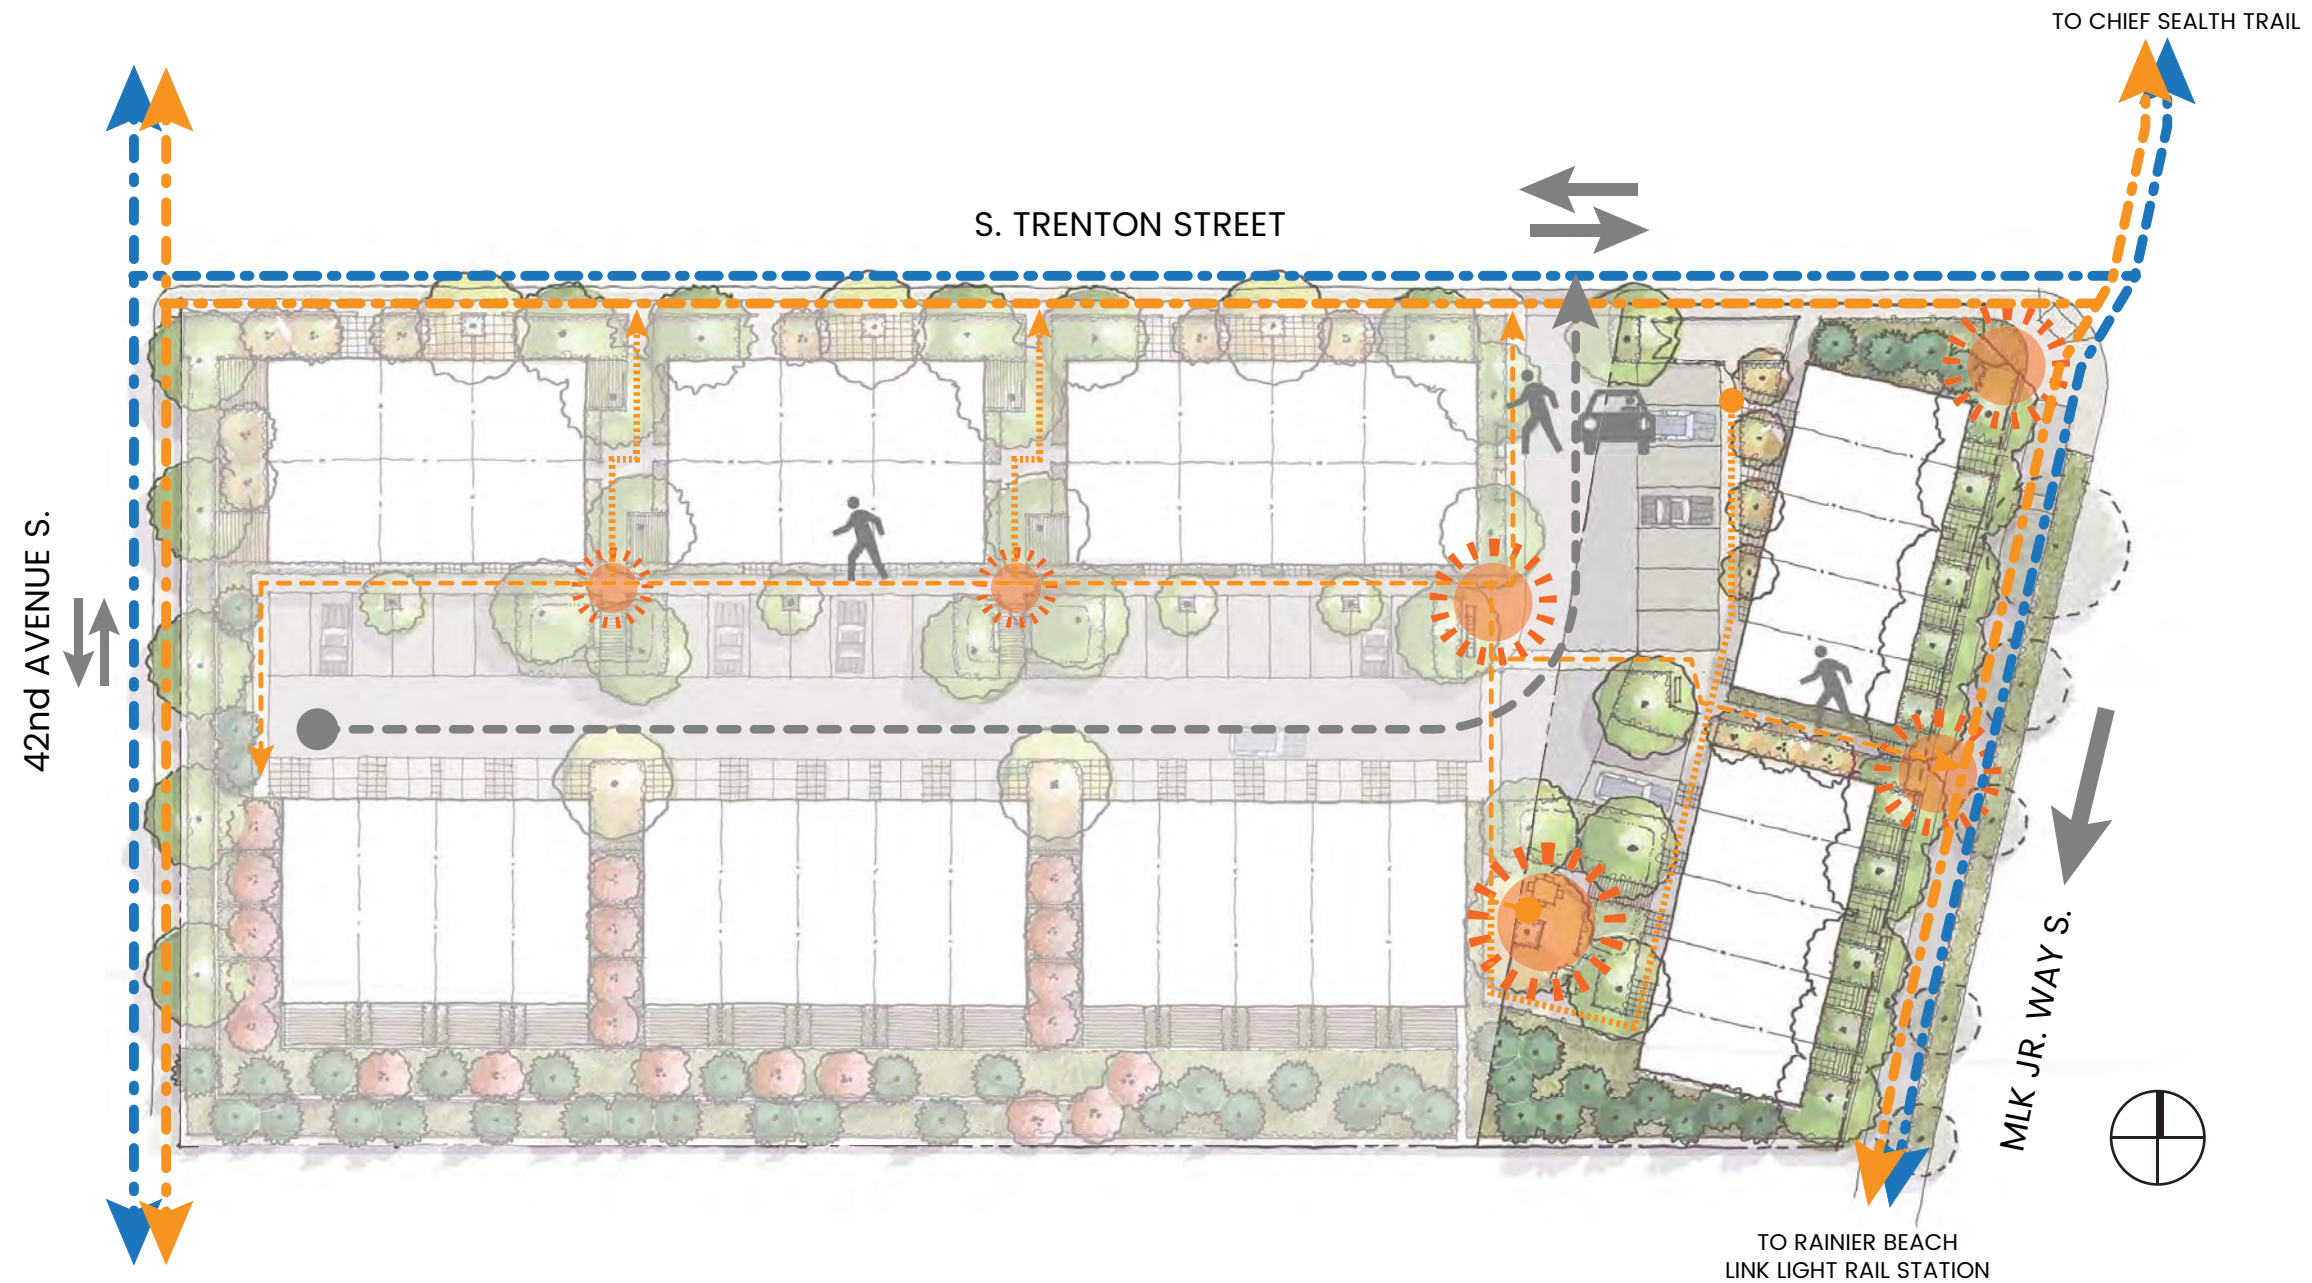 TO CHIEF SEALTH TRAIL
S. TRENTON STREET
42nd AVENUE S.
MLK JR. WAY S.
TO RAINIER BEACH
LINK LIGHT RAIL STATION